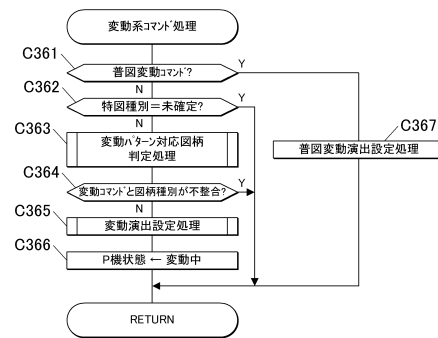 変動系コマンド処理
C361
普図変動コマンド?
Y
N
C362
特図種別=未確定?
Y
N
C363
変動パターン対応図柄
判定処理
C364
変動コマンドと図柄種別が不整合?
Y
N
C365
変動演出設定処理
C366
P機状態 ← 変動中
C367
普図変動演出設定処理
RETURN